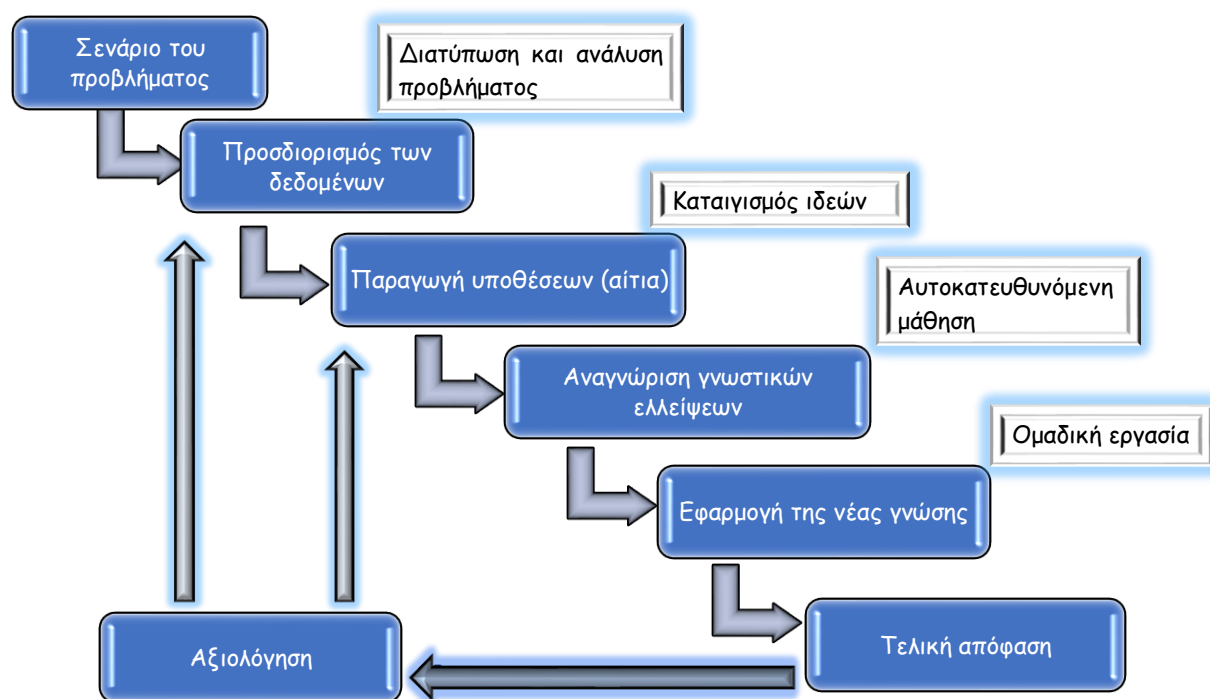 Σενάριο του
προβλήματος
Διατύπωση και ανάλυση
προβλήματος
Προσδιορισμός των
δεδομένων
Καταιγισμός ιδεών
Παραγωγή υποθέσεων (αίτια)
Αυτοκατευθυνόμενη
μάθηση
Αναγνώριση γνωστικών
ελλείψεων
Ομαδική εργασία
Εφαρμογή της νέας γνώσης
Τελική απόφαση
Αξιολόγηση